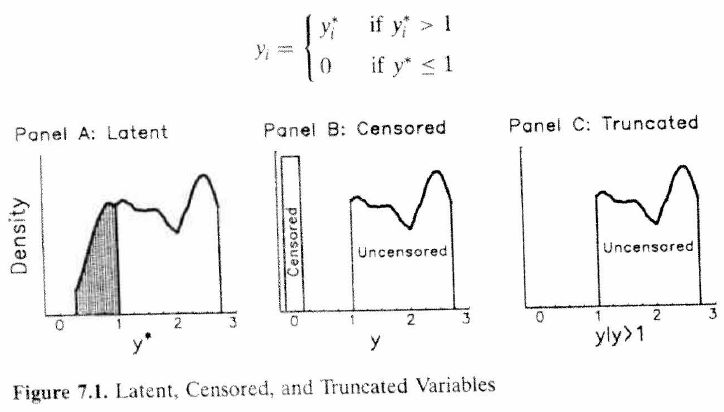 y_i = { y_i^* if y_i^* > 1
0 if y^* ≤ 1
Panel A: Latent
Density
0 1 2 3
y*
Panel B: Censored
Censored
Uncensored
0 1 2 3
y
Panel C: Truncated
Uncensored
0 1 2 3
y|y>1
Figure 7.1. Latent, Censored, and Truncated Variables